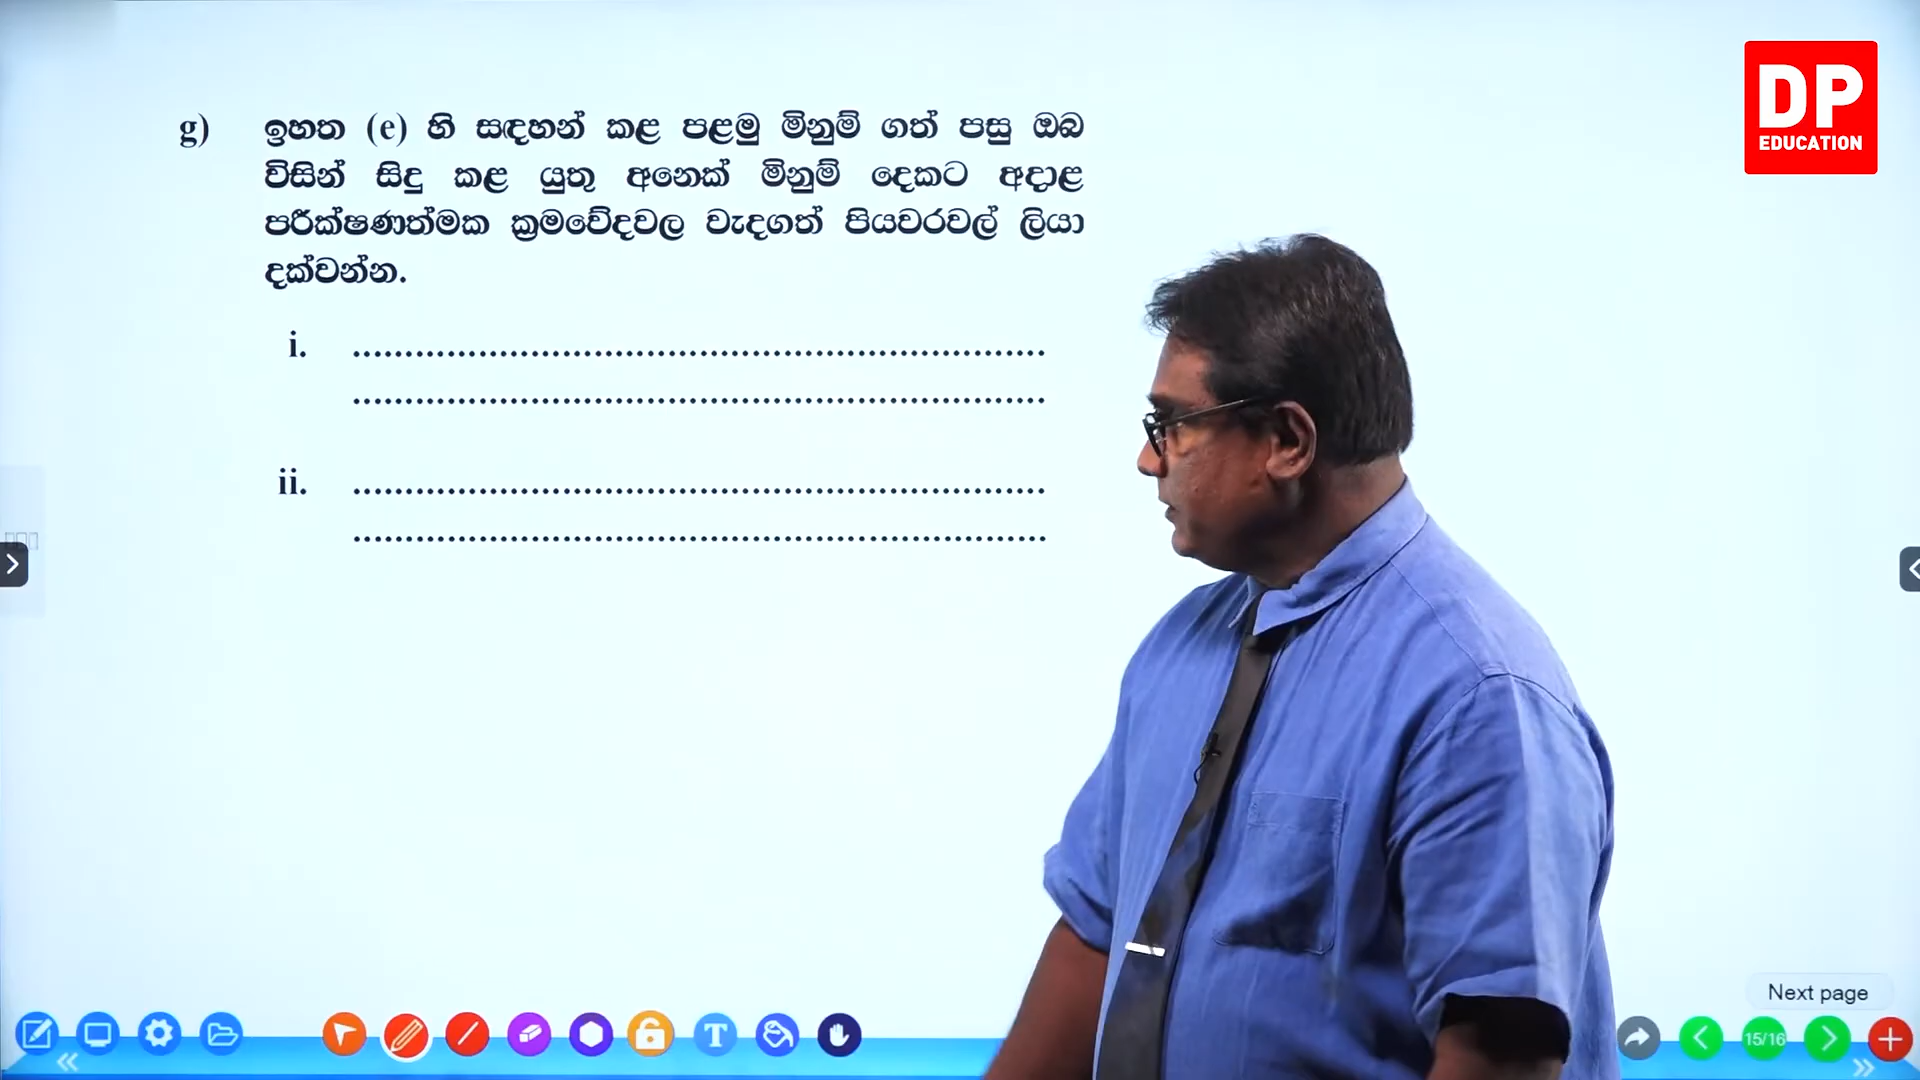 DP
EDUCATION
g) ඉහත (e) හි සඳහන් කළ පළමු මිනුම් ගත් පසු ඔබ
විසින් සිදු කළ යුතු අනෙක් මිනුම් දෙකට අදාළ
පරීක්ෂණත්මක ක්‍රමවේදවල වැදගත් පියවරවල් ලියා
දක්වන්න.
i. ..................................................................
..................................................................
ii. ..................................................................
..................................................................
Next page
15/16